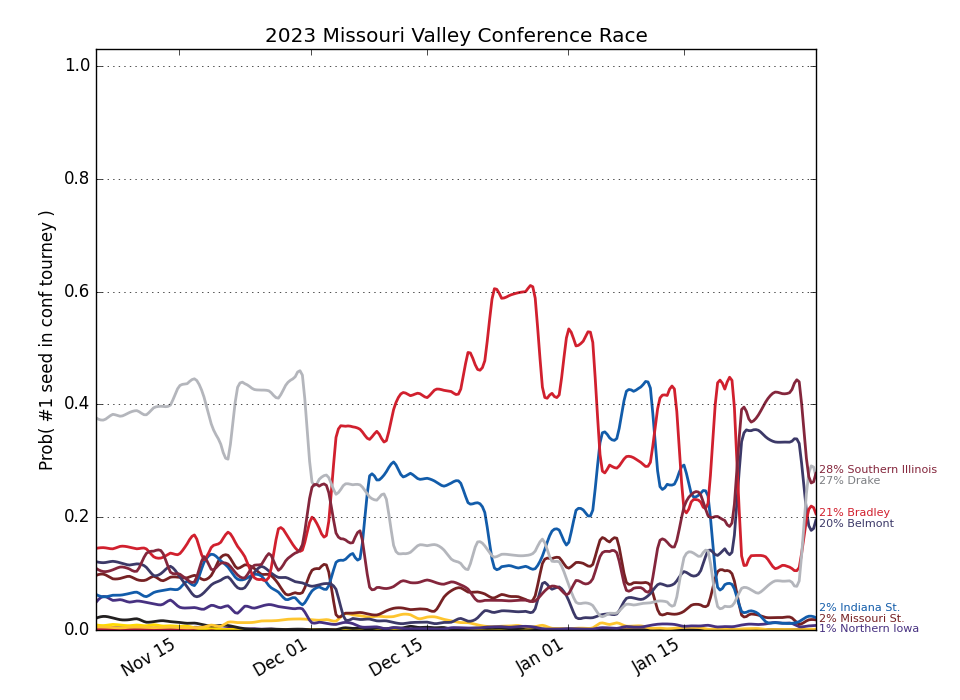 2023 Missouri Valley Conference Race
Prob( #1 seed in conf tourney )
1.0
0.8
0.6
0.4
0.2
0.0
Nov 15
Dec 01
Dec 15
Jan 01
Jan 15
28% Southern Illinois
27% Drake
21% Bradley
20% Belmont
2% Indiana St.
2% Missouri St.
1% Northern Iowa